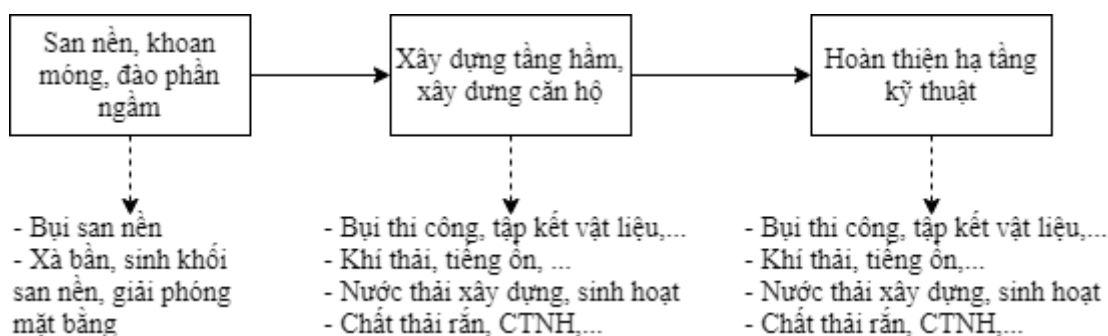 San nền, khoan
móng, đào phần
ngầm
Xây dựng tầng hầm,
xây dưng căn hộ
Hoàn thiện hạ tầng
kỹ thuật
- Bụi san nền
- Xà bần, sinh khối
san nền, giải phóng
mặt bằng
- Bụi thi công, tập kết vật liệu,...
- Khí thải, tiếng ồn, ...
- Nước thải xây dựng, sinh hoạt
- Chất thải rắn, CTNH,...
- Bụi thi công, tập kết vật liệu,...
- Khí thải, tiếng ồn,...
- Nước thải xây dựng, sinh hoạt
- Chất thải rắn, CTNH,...